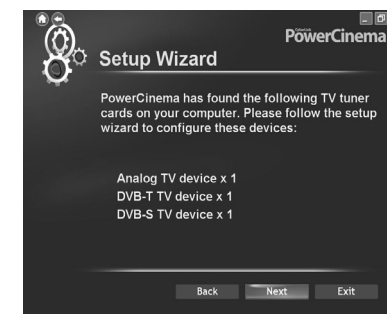 CyberLink
PowerCinema
Setup Wizard
PowerCinema has found the following TV tuner
cards on your computer. Please follow the setup
wizard to configure these devices:
Analog TV device x 1
DVB-T TV device x 1
DVB-S TV device x 1
Back Next Exit